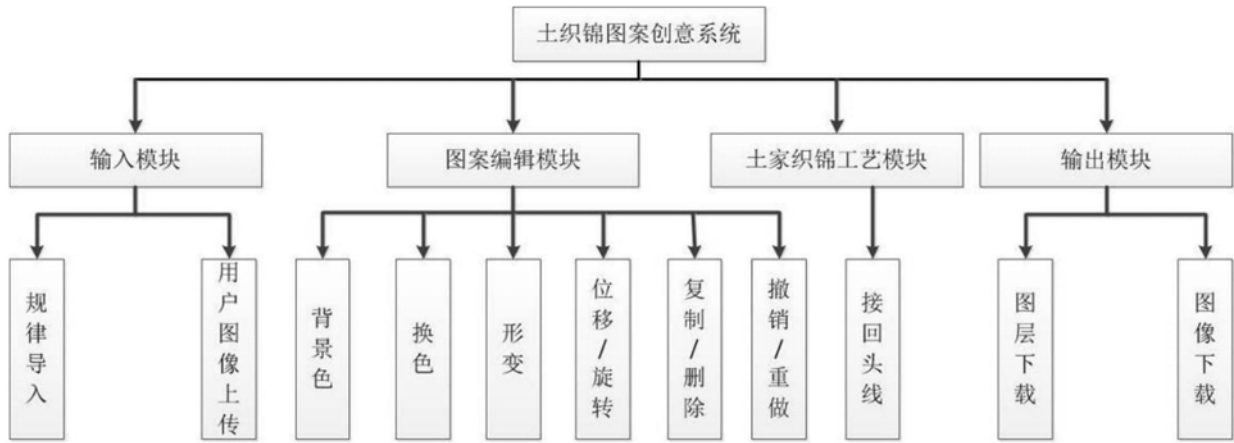 土织锦图案创意系统
输入模块
图案编辑模块
土家织锦工艺模块
输出模块
规律导入
用户图像上传
背景色
换色
形变
位移/旋转
复制/删除
撤销/重做
接回头线
图层下载
图像下载